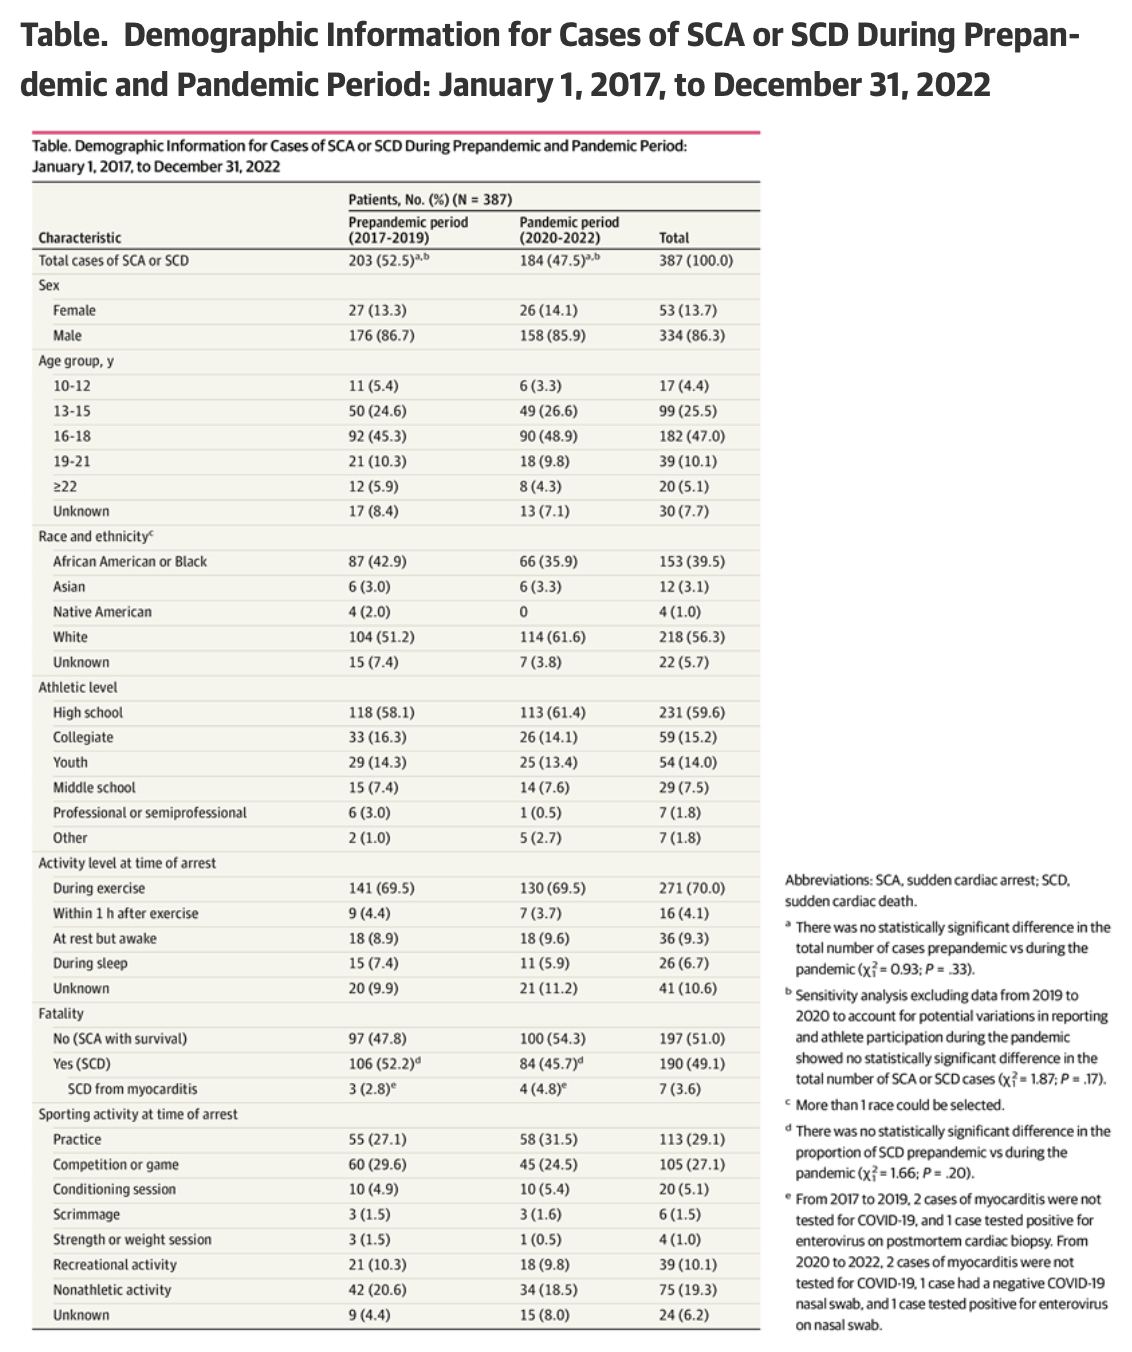 Table. Demographic Information for Cases of SCA or SCD During Prepan-
demic and Pandemic Period: January 1, 2017, to December 31, 2022
Table. Demographic Information for Cases of SCA or SCD During Prepandemic and Pandemic Period:
January 1, 2017, to December 31, 2022
Patients, No. (%) (N = 387)
Characteristic Prepandemic period (2017-2019) Pandemic period (2020-2022) Total
Total cases of SCA or SCD 203 (52.5)a,b 184 (47.5)a,b 387 (100.0)
Sex
Female 27 (13.3) 26 (14.1) 53 (13.7)
Male 176 (86.7) 158 (85.9) 334 (86.3)
Age group, y
10-12 11 (5.4) 6 (3.3) 17 (4.4)
13-15 50 (24.6) 49 (26.6) 99 (25.5)
16-18 92 (45.3) 90 (48.9) 182 (47.0)
19-21 21 (10.3) 18 (9.8) 39 (10.1)
≥22 12 (5.9) 8 (4.3) 20 (5.1)
Unknown 17 (8.4) 13 (7.1) 30 (7.7)
Race and ethnicityc
African American or Black 87 (42.9) 66 (35.9) 153 (39.5)
Asian 6 (3.0) 6 (3.3) 12 (3.1)
Native American 4 (2.0) 0 4 (1.0)
White 104 (51.2) 114 (61.6) 218 (56.3)
Unknown 15 (7.4) 7 (3.8) 22 (5.7)
Athletic level
High school 118 (58.1) 113 (61.4) 231 (59.6)
Collegiate 33 (16.3) 26 (14.1) 59 (15.2)
Youth 29 (14.3) 25 (13.4) 54 (14.0)
Middle school 15 (7.4) 14 (7.6) 29 (7.5)
Professional or semiprofessional 6 (3.0) 1 (0.5) 7 (1.8)
Other 2 (1.0) 5 (2.7) 7 (1.8)
Activity level at time of arrest
During exercise 141 (69.5) 130 (69.5) 271 (70.0)
Within 1 h after exercise 9 (4.4) 7 (3.7) 16 (4.1)
At rest but awake 18 (8.9) 18 (9.6) 36 (9.3)
During sleep 15 (7.4) 11 (5.9) 26 (6.7)
Unknown 20 (9.9) 21 (11.2) 41 (10.6)
Fatality
No (SCA with survival) 97 (47.8) 100 (54.3) 197 (51.0)
Yes (SCD) 106 (52.2)d 84 (45.7)d 190 (49.1)
SCD from myocarditis 3 (2.8)e 4 (4.8)e 7 (3.6)
Sporting activity at time of arrest
Practice 55 (27.1) 58 (31.5) 113 (29.1)
Competition or game 60 (29.6) 45 (24.5) 105 (27.1)
Conditioning session 10 (4.9) 10 (5.4) 20 (5.1)
Scrimmage 3 (1.5) 3 (1.6) 6 (1.5)
Strength or weight session 3 (1.5) 1 (0.5) 4 (1.0)
Recreational activity 21 (10.3) 18 (9.8) 39 (10.1)
Nonathletic activity 42 (20.6) 34 (18.5) 75 (19.3)
Unknown 9 (4.4) 15 (8.0) 24 (6.2)
Abbreviations: SCA, sudden cardiac arrest; SCD,
sudden cardiac death.
a There was no statistically significant difference in the
total number of cases prepandemic vs during the
pandemic (χ²₁ = 0.93; P = .33).
b Sensitivity analysis excluding data from 2019 to
2020 to account for potential variations in reporting
and athlete participation during the pandemic
showed no statistically significant difference in the
total number of SCA or SCD cases (χ²₁ = 1.87; P = .17).
c More than 1 race could be selected.
d There was no statistically significant difference in the
proportion of SCD prepandemic vs during the
pandemic (χ²₁ = 1.66; P = .20).
e From 2017 to 2019, 2 cases of myocarditis were not
tested for COVID-19, and 1 case tested positive for
enterovirus on postmortem cardiac biopsy. From
2020 to 2022, 2 cases of myocarditis were not
tested for COVID-19, 1 case had a negative COVID-19
nasal swab, and 1 case tested positive for enterovirus
on nasal swab.